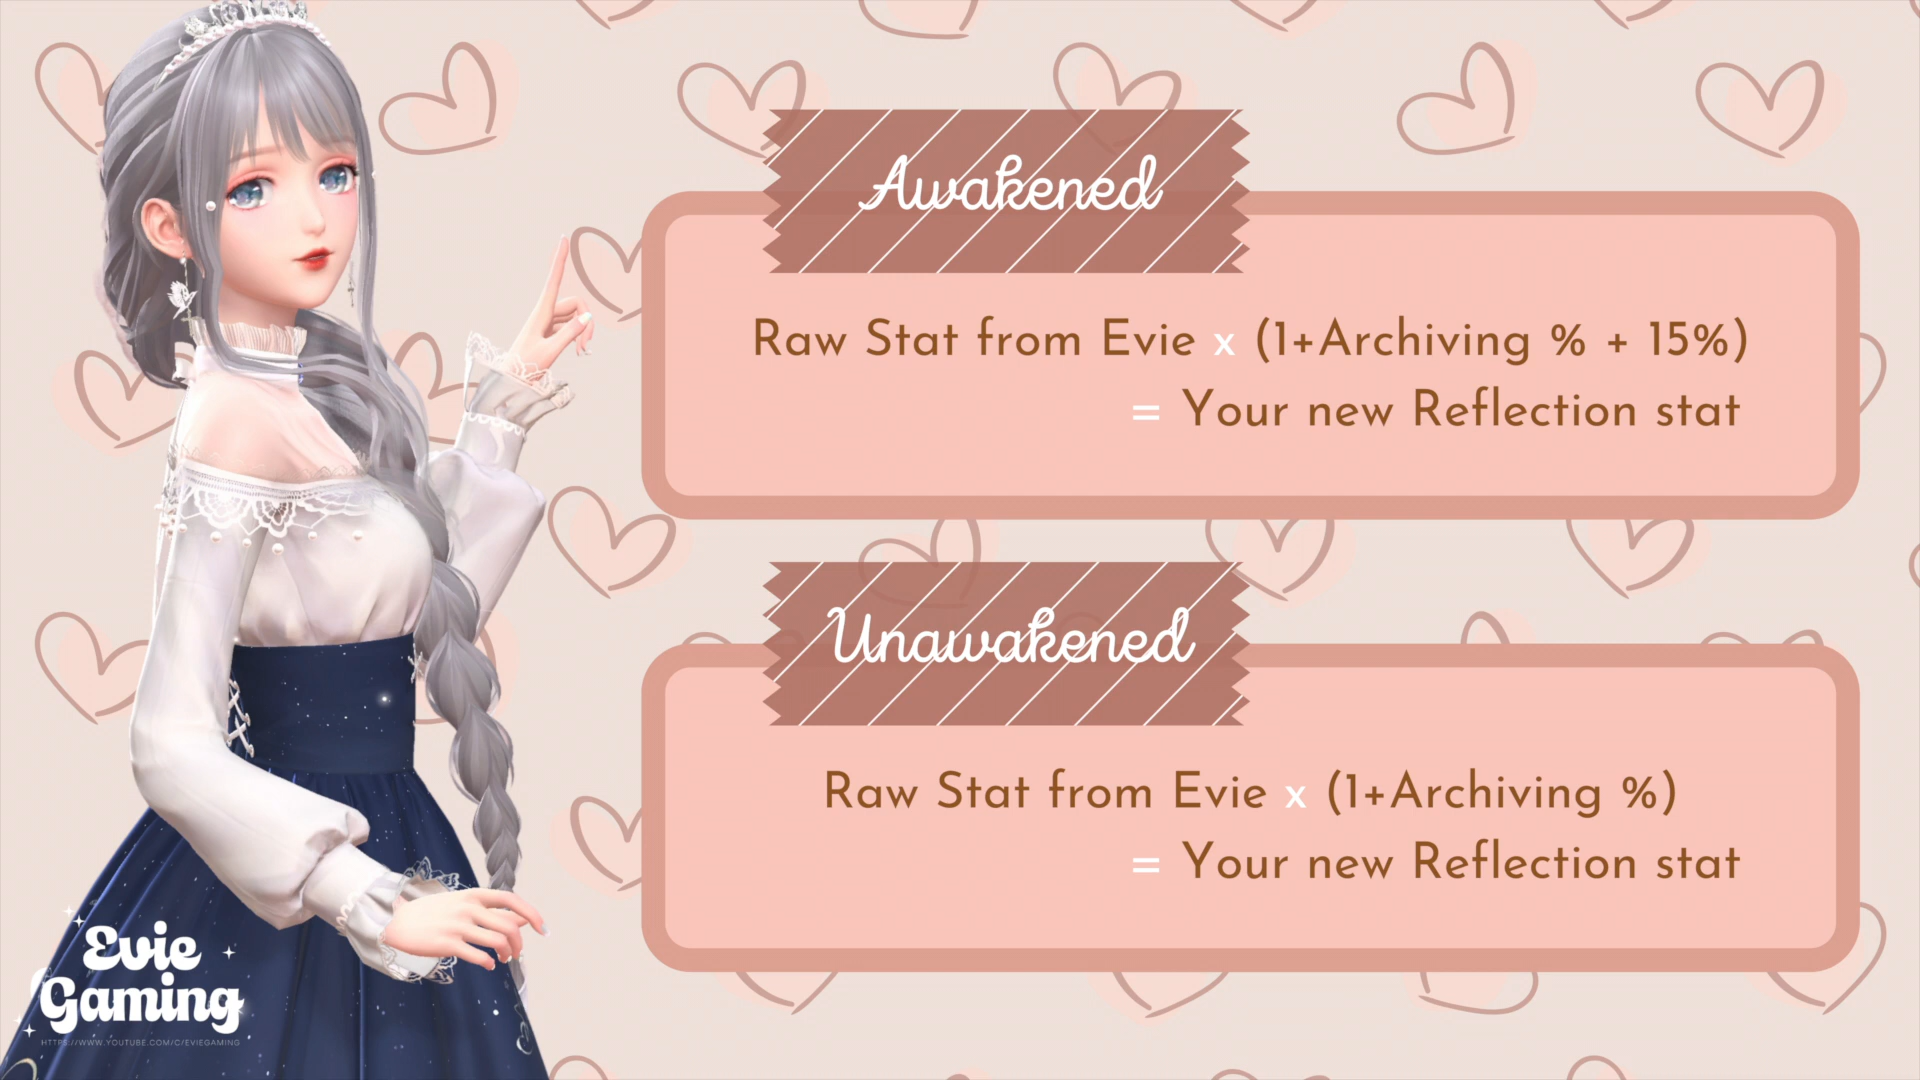 Awakened
Raw Stat from Evie x (1+Archiving % + 15%)
= Your new Reflection stat
Unawakened
Raw Stat from Evie x (1+Archiving %)
= Your new Reflection stat
Evie
Gaming
HTTPS://WWW.YOUTUBE.COM/C/EVIEGAMING